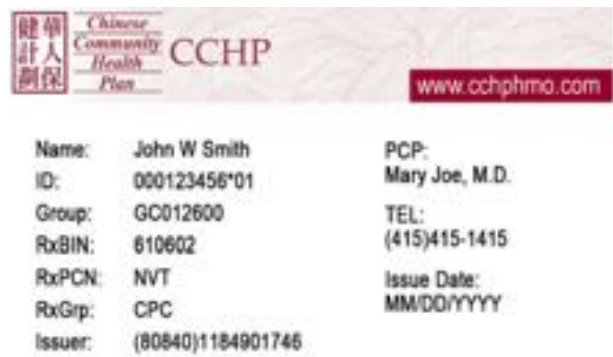 華人保健計劃
Chinese
Community
Health
Plan
CCHP
www.cchphmo.com
Name: John W Smith
ID: 000123456*01
Group: GC012600
RxBIN: 610602
RxPCN: NVT
RxGrp: CPC
Issuer: (80840)1184901746
PCP:
Mary Joe, M.D.
TEL:
(415)415-1415
Issue Date:
MM/DD/YYYY